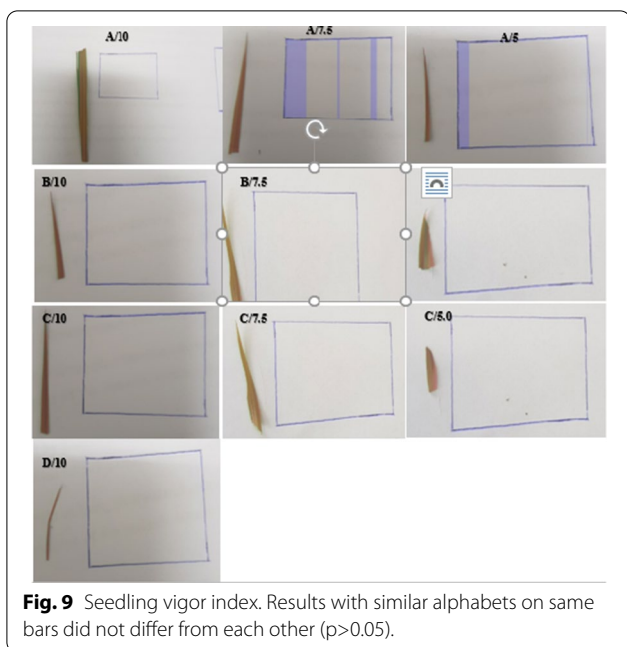 A/10 A/7.5 A/5
B/10 B/7.5
C/10 C/7.5 C/5.0
D/10
Fig. 9 Seedling vigor index. Results with similar alphabets on same
bars did not differ from each other (p>0.05).